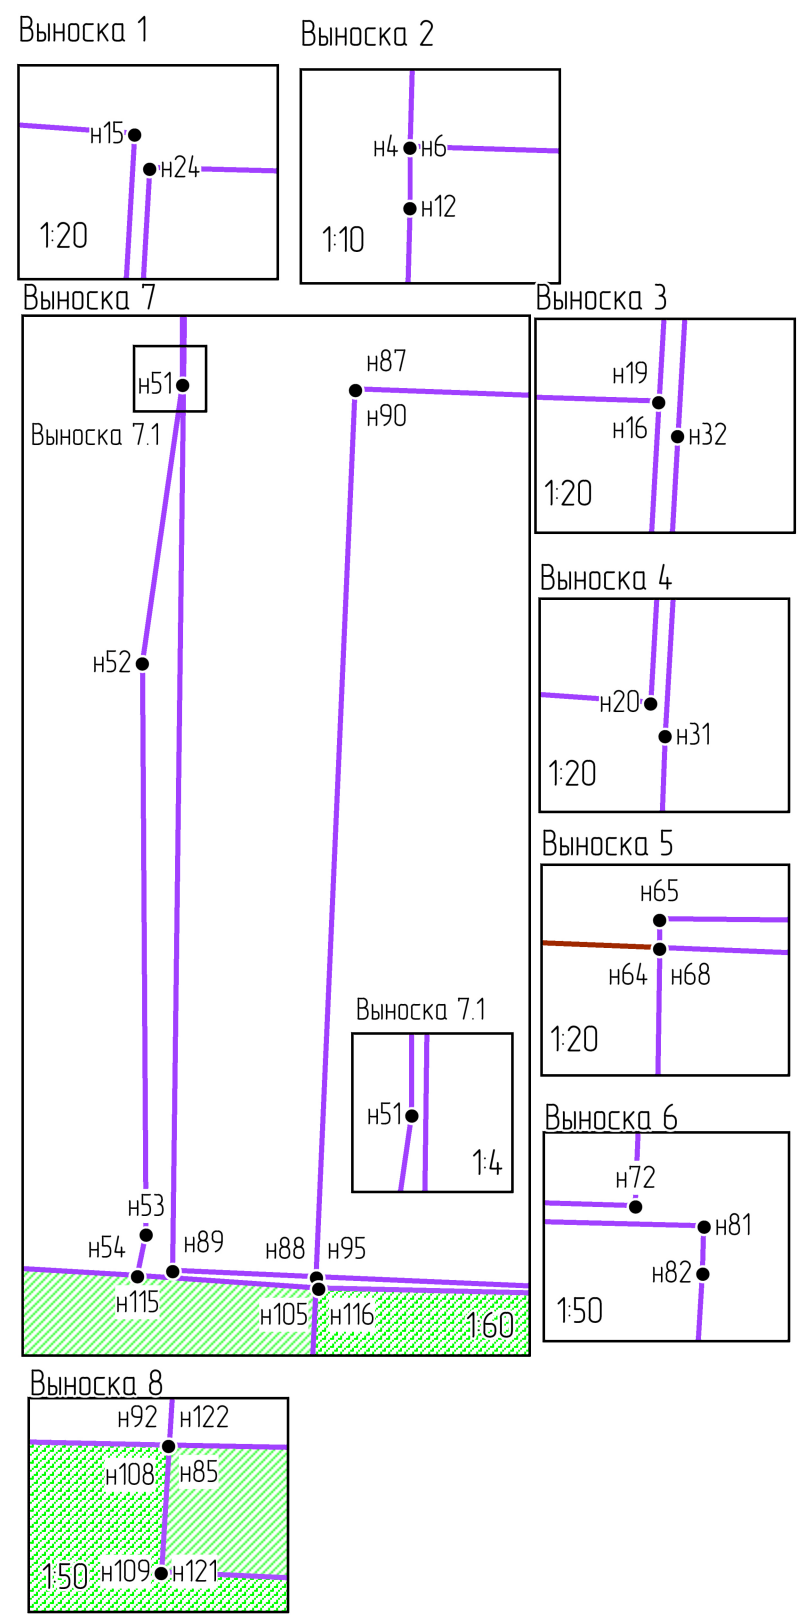 Выноска 1
н15
н24
1:20
Выноска 2
н4 н6
н12
1:10
Выноска 7
н51
Выноска 7.1
н87
н90
н52
Выноска 7.1
н51
1:4
н53
н54
н89
н88 н95
н115
н105 н116
1:60
Выноска 3
н19
н16
н32
1:20
Выноска 4
н20
н31
1:20
Выноска 5
н65
н64 н68
1:20
Выноска 6
н72
н81
н82
1:50
Выноска 8
н92 н122
н108 н85
1:50 н109 н121